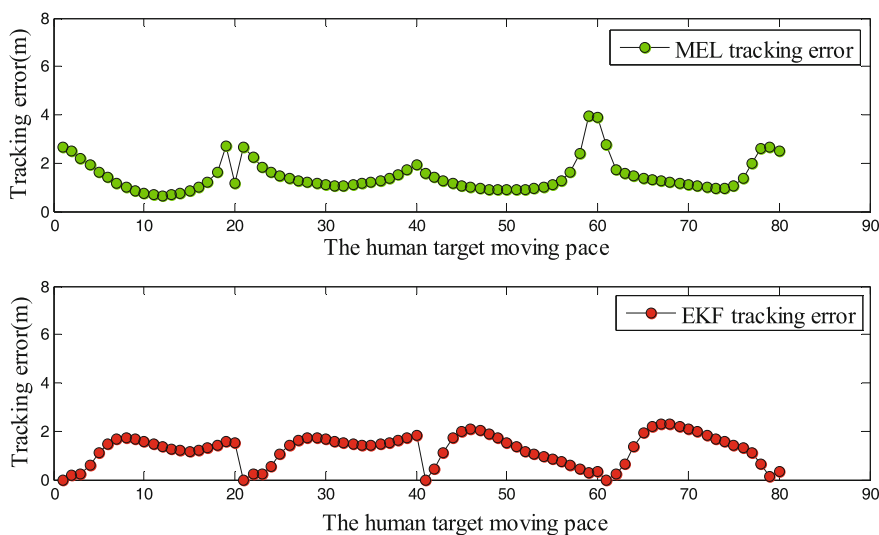 8
6
4
2
0
Tracking error(m)
MEL tracking error
0 10 20 30 40 50 60 70 80 90
The human target moving pace
8
6
4
2
0
Tracking error(m)
EKF tracking error
0 10 20 30 40 50 60 70 80 90
The human target moving pace